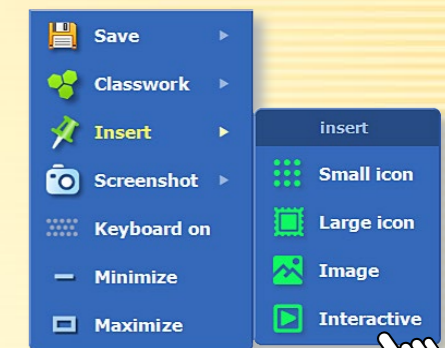 Save
Classwork
Insert
Screenshot
Keyboard on
Minimize
Maximize
insert
Small icon
Large icon
Image
Interactive